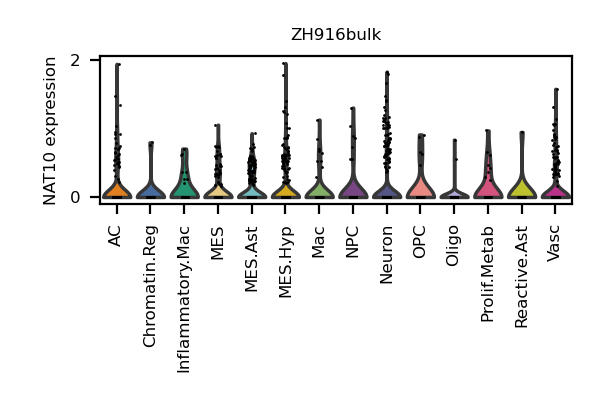 ZH916bulk
NAT10 expression
2
0
AC
Chromatin.Reg
Inflammatory.Mac
MES
MES.Ast
MES.Hyp
Mac
NPC
Neuron
OPC
Oligo
Prolif.Metab
Reactive.Ast
Vasc